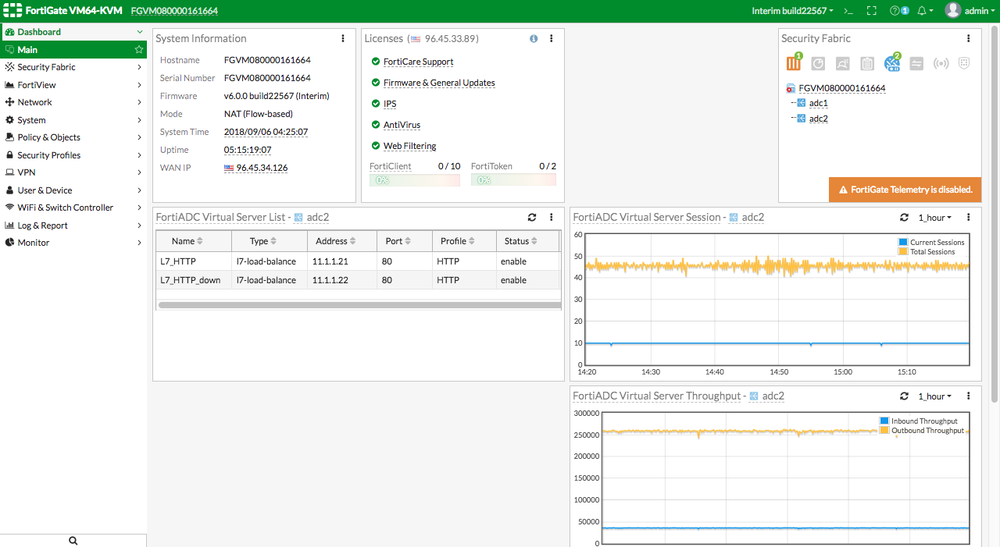 FortiGate VM64-KVM FGVM080000161664 Interim build22567 1 admin
Dashboard
Main
Security Fabric
FortiView
Network
System
Policy & Objects
Security Profiles
VPN
User & Device
WiFi & Switch Controller
Log & Report
Monitor
System Information
Hostname FGVM080000161664
Serial Number FGVM080000161664
Firmware v6.0.0 build22567 (Interim)
Mode NAT (Flow-based)
System Time 2018/09/06 04:25:07
Uptime 05:15:19:07
WAN IP 96.45.34.126
Licenses (96.45.33.89)
FortiCare Support
Firmware & General Updates
IPS
AntiVirus
Web Filtering
FortiClient 0 / 10 FortiToken 0 / 2
0% 0%
Security Fabric
1 2
FGVM080000161664
adc1
adc2
FortiGate Telemetry is disabled.
FortiADC Virtual Server List - adc2
Name Type Address Port Profile Status
L7_HTTP l7-load-balance 11.1.1.21 80 HTTP enable
L7_HTTP_down l7-load-balance 11.1.1.22 80 HTTP enable
FortiADC Virtual Server Session - adc2 1_hour
Current Sessions
Total Sessions
60
50
40
30
20
10
0
14:20 14:30 14:40 14:50 15:00 15:10
FortiADC Virtual Server Throughput - adc2 1_hour
Inbound Throughput
Outbound Throughput
300000
250000
200000
150000
100000
50000
0